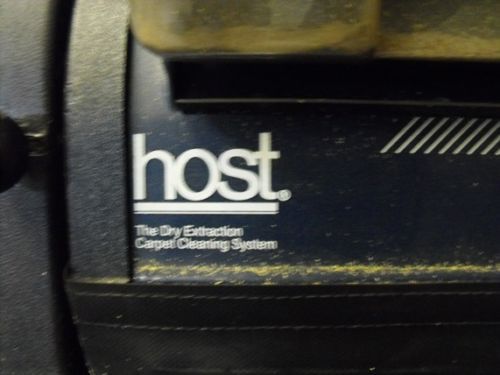 host®
The Dry Extraction
Carpet Cleaning System